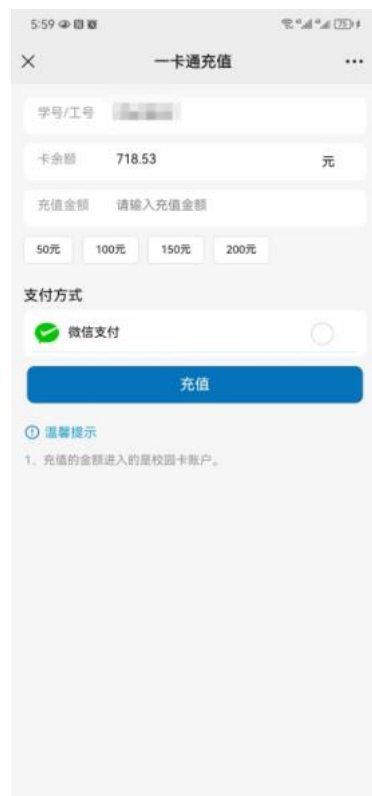 5:59
75
一卡通充值
学号/工号
卡余额 718.53 元
充值金额 请输入充值金额
50元 100元 150元 200元
支付方式
微信支付
充值
温馨提示
1、充值的金额进入的是校园卡账户。